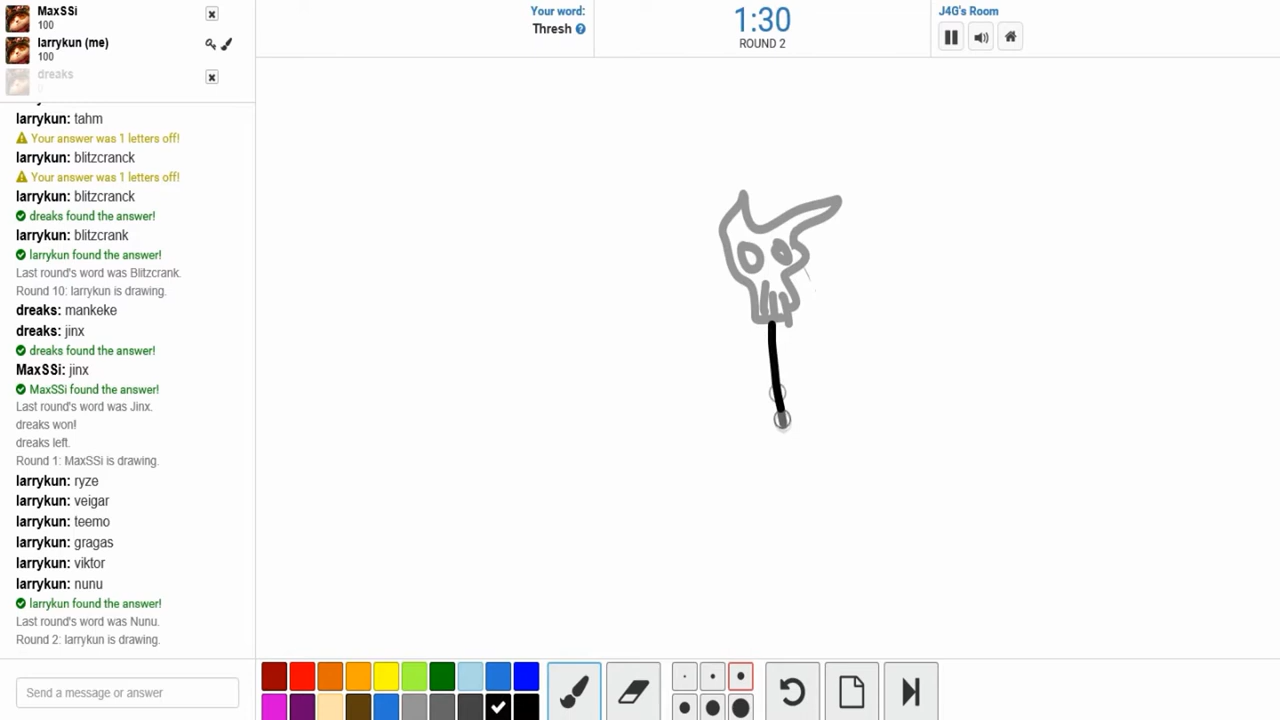 MaxSSi
100
larrykun (me)
100
dreaks
0
Your word:
Thresh
1:30
ROUND 2
J4G's Room
larrykun: tahm
Your answer was 1 letters off!
larrykun: blitzcranck
Your answer was 1 letters off!
larrykun: blitzcranck
dreaks found the answer!
larrykun: blitzcrank
larrykun found the answer!
Last round's word was Blitzcrank.
Round 10: larrykun is drawing.
dreaks: mankeke
dreaks: jinx
dreaks found the answer!
MaxSSi: jinx
MaxSSi found the answer!
Last round's word was Jinx.
dreaks won!
dreaks left.
Round 1: MaxSSi is drawing.
larrykun: ryze
larrykun: veigar
larrykun: teemo
larrykun: gragas
larrykun: viktor
larrykun: nunu
larrykun found the answer!
Last round's word was Nunu.
Round 2: larrykun is drawing.
Send a message or answer